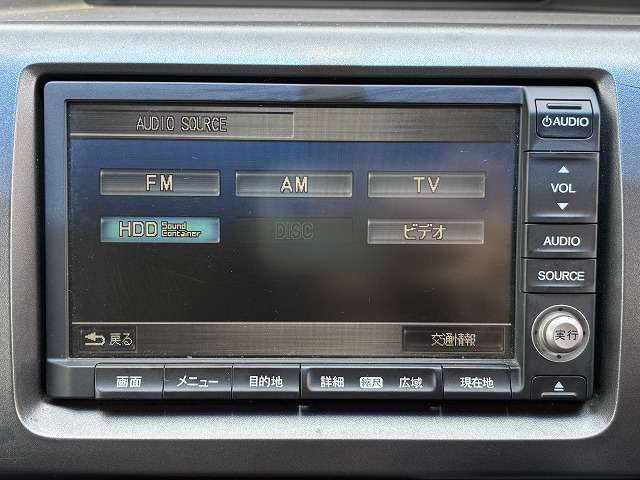 AUDIO SOURCE
FM AM TV
HDD Sound Container DISC ビデオ
戻る 交通情報
画面 メニュー 目的地 詳細 縮尺 広域 現在地
AUDIO
VOL
AUDIO
SOURCE
実行